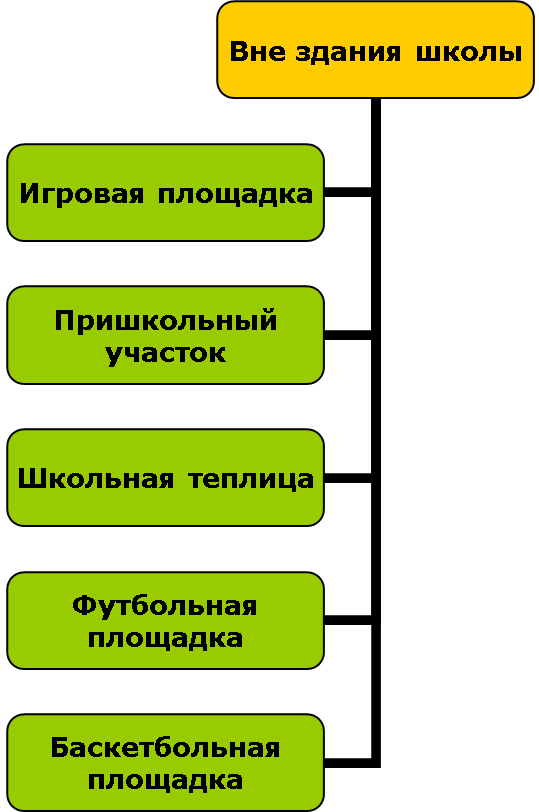 Вне здания школы
Игровая площадка
Пришкольный
участок
Школьная теплица
Футбольная
площадка
Баскетбольная
площадка